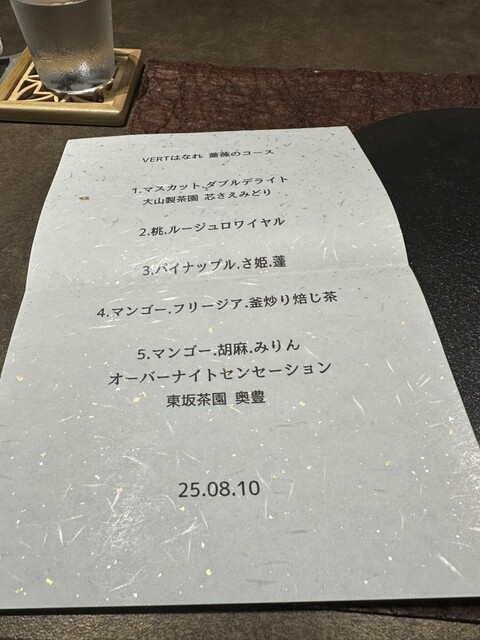 VERTはなれ 薔薇のコース
1.マスカット.ダブルデライト
大山製茶園 芯さえみどり
2.桃.ルージュロワイヤル
3.パイナップル.さ姫.蓬
4.マンゴー.フリージア.釜炒り焙じ茶
5.マンゴー.胡麻.みりん
オーバーナイトセンセーション
東坂茶園 奥豊
25.08.10